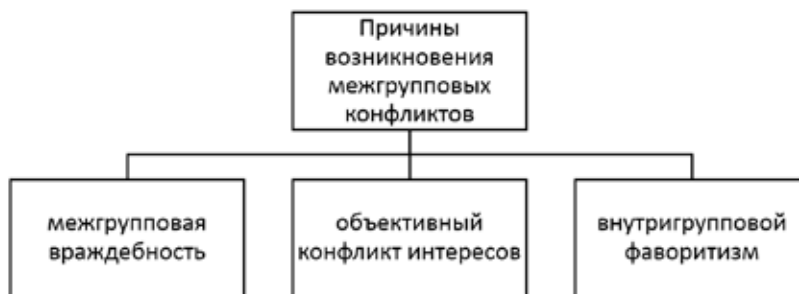 Причины
возникновения
межгрупповых
конфликтов
межгрупповая
враждебность
объективный
конфликт интересов
внутригрупповой
фаворитизм